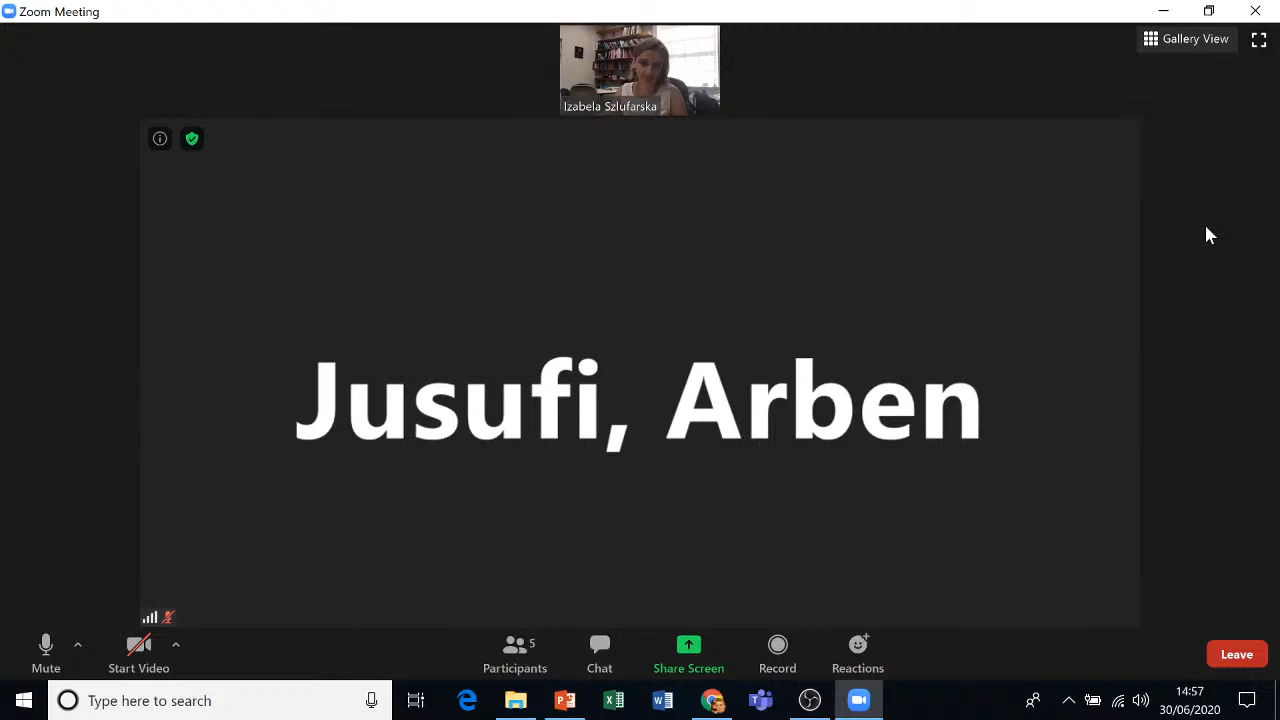 Zoom Meeting
Gallery View
Izabela Szlufarska
Jusufi, Arben
Mute
Start Video
5
Participants
Chat
Share Screen
Record
Reactions
Leave
Type here to search
14:57
30/06/2020